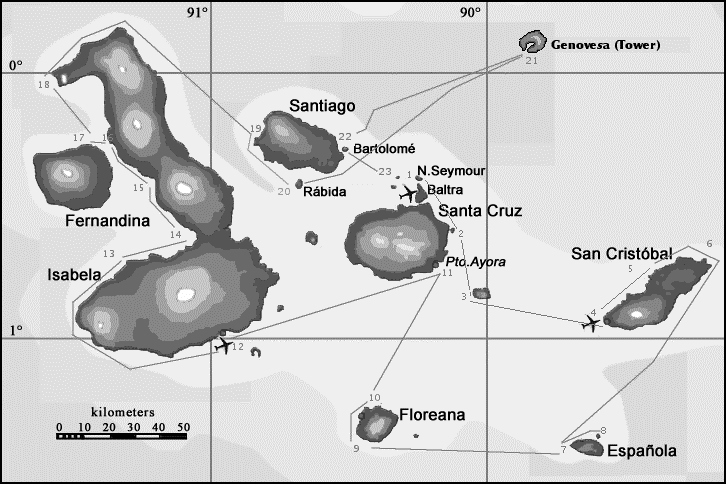 91°
90°
0°
Genovesa (Tower)
21
18
Santiago
19
22
Bartolomé
17
16
23
1
N.Seymour
15
20
Rábida
Baltra
Fernandina
Santa Cruz
14
2
13
San Cristóbal
6
Isabela
Pto.Ayora
5
11
3
4
1°
12
kilometers
0 10 20 30 40 50
10
Floreana
9
8
7
Española